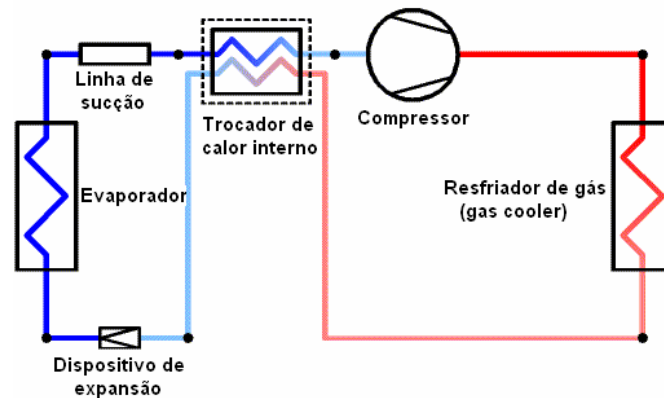 Linha de
sucção
Trocador de
calor interno
Compressor
Evaporador
Resfriador de gás
(gas cooler)
Dispositivo de
expansão